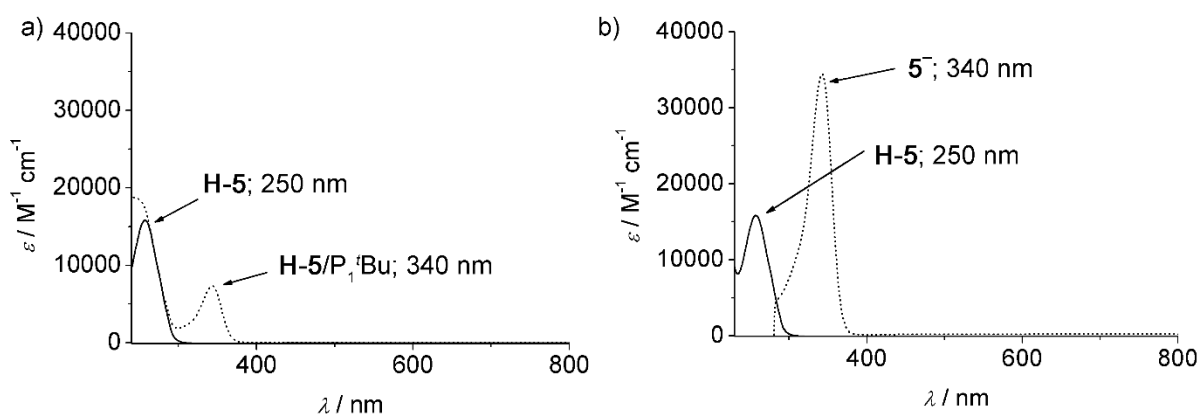 a)
40000
30000
20000
10000
0
ε / M⁻¹ cm⁻¹
H-5; 250 nm
H-5/P₁ᵗBu; 340 nm
400
600
800
λ / nm
b)
40000
30000
20000
10000
0
ε / M⁻¹ cm⁻¹
5⁻; 340 nm
H-5; 250 nm
400
600
800
λ / nm